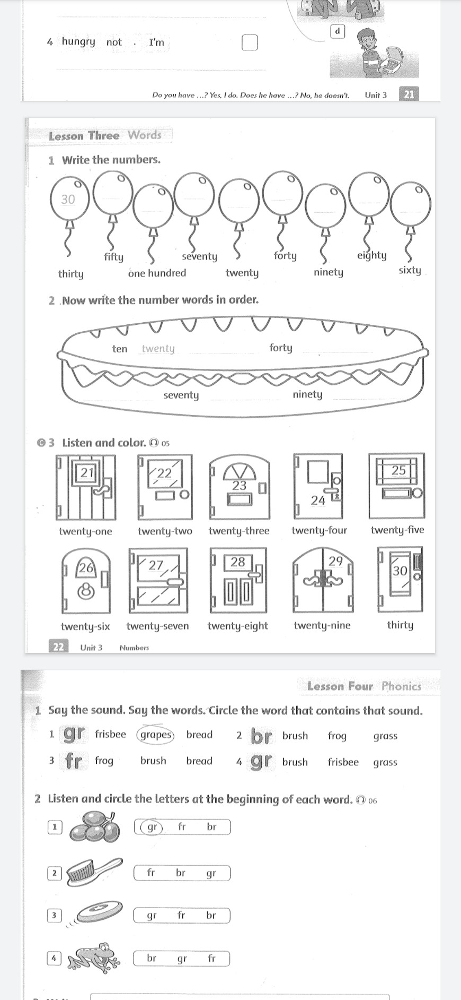 d
4 hungry not . I'm
Do you have ...? Yes, I do. Does he have ...? No, he doesn't. Unit 3 21
Lesson Three Words
1 Write the numbers.
30
fifty seventy forty eighty
thirty one hundred twenty ninety sixty
2 .Now write the number words in order.
ten twenty forty
seventy ninety
C 3 Listen and color. 05
21 22 23 24 25
twenty-one twenty-two twenty-three twenty-four twenty-five
26 27 28 29 30
twenty-six twenty-seven twenty-eight twenty-nine thirty
22 Unit 3 Numbers
Lesson Four Phonics
1 Say the sound. Say the words. Circle the word that contains that sound.
1 gr frisbee grapes bread 2 br brush frog grass
3 fr frog brush bread 4 gr brush frisbee grass
2 Listen and circle the letters at the beginning of each word. 06
1 gr fr br
2 fr br gr
3 gr fr br
4 br gr fr